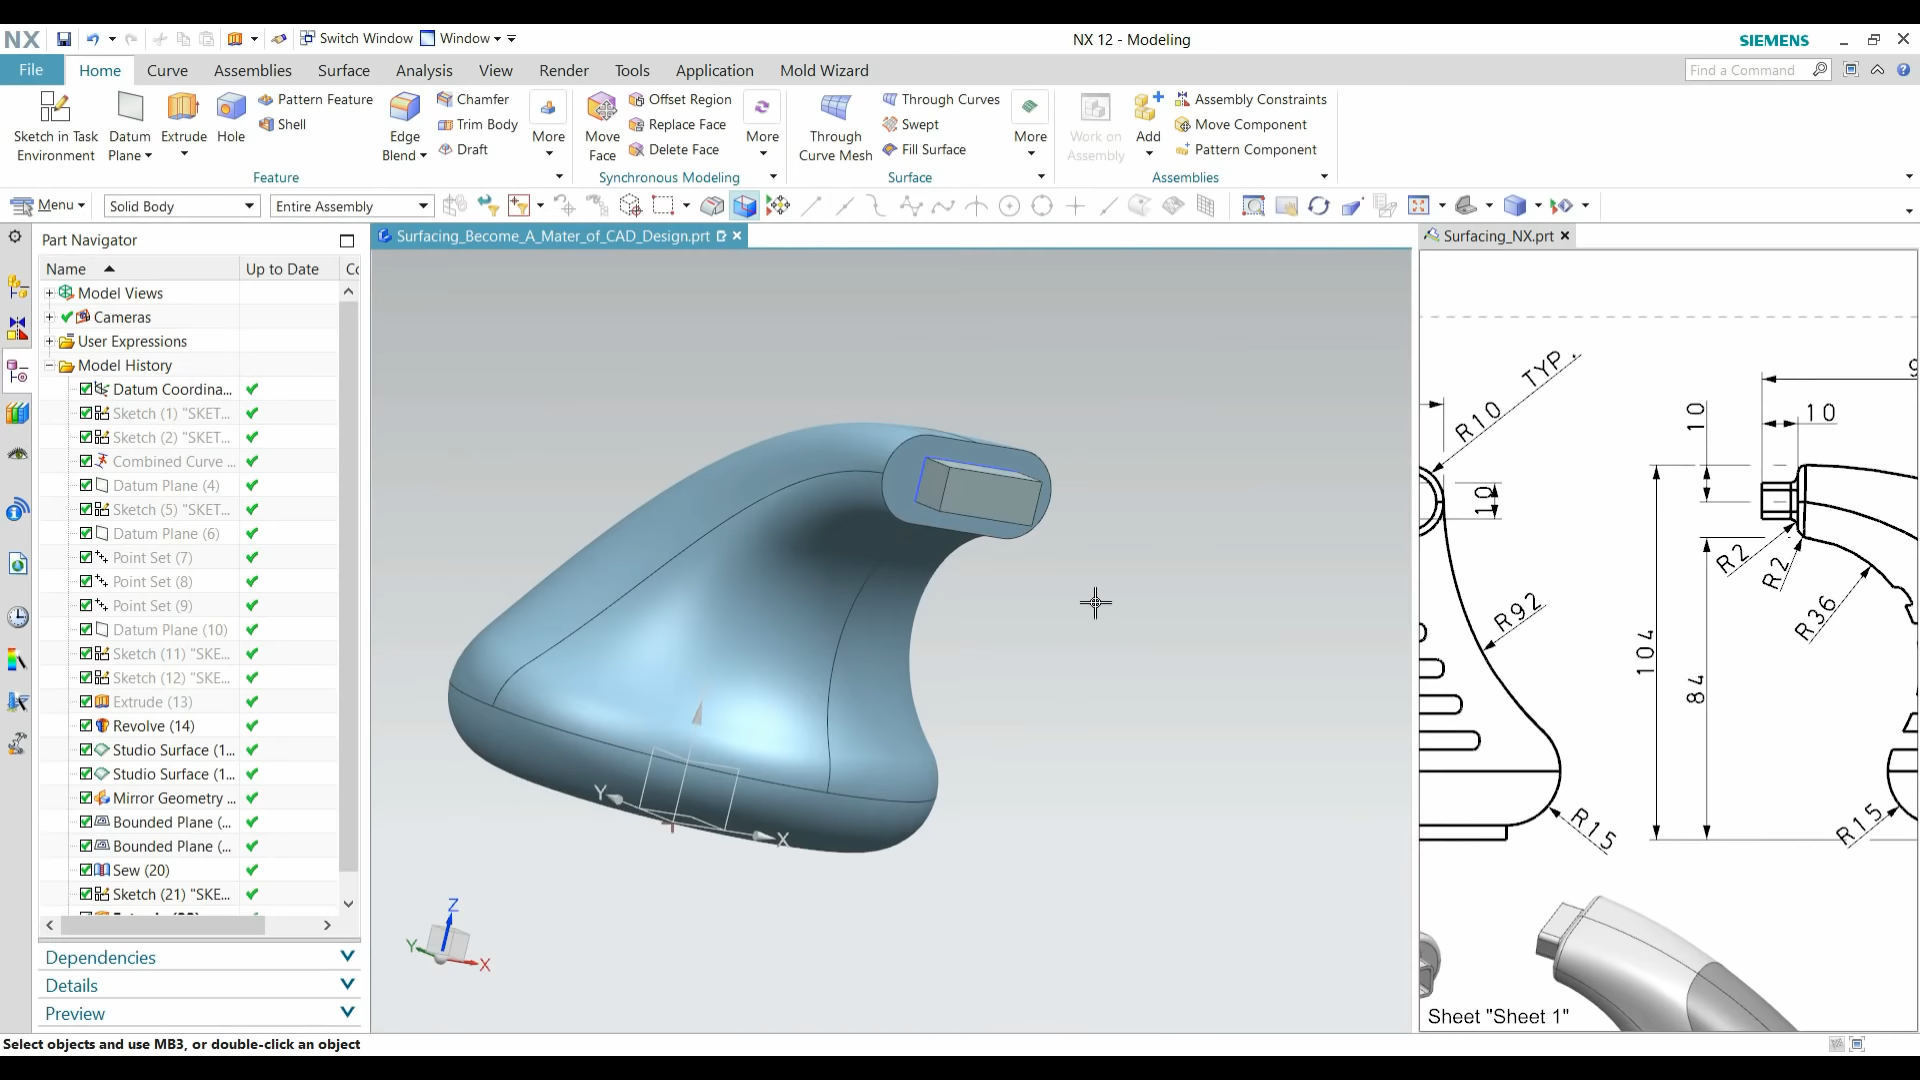 NX
Switch Window
Window
NX 12 - Modeling
SIEMENS
File
Home
Curve
Assemblies
Surface
Analysis
View
Render
Tools
Application
Mold Wizard
Find a Command
Sketch in Task
Environment
Datum
Plane
Extrude
Hole
Pattern Feature
Shell
Edge
Blend
Chamfer
Trim Body
Draft
More
Feature
Move
Face
Offset Region
Replace Face
Delete Face
More
Synchronous Modeling
Through
Curve Mesh
Through Curves
Swept
Fill Surface
More
Surface
Work on
Assembly
Add
Assembly Constraints
Move Component
Pattern Component
Assemblies
Menu
Solid Body
Entire Assembly
Part Navigator
Surfacing_Become_A_Mater_of_CAD_Design.prt
Surfacing_NX.prt
Name
Up to Date
Model Views
Cameras
User Expressions
Model History
Datum Coordina...
Sketch (1) "SKET...
Sketch (2) "SKET...
Combined Curve ...
Datum Plane (4)
Sketch (5) "SKET...
Datum Plane (6)
Point Set (7)
Point Set (8)
Point Set (9)
Datum Plane (10)
Sketch (11) "SKE...
Sketch (12) "SKE...
Extrude (13)
Revolve (14)
Studio Surface (1...
Studio Surface (1...
Mirror Geometry ...
Bounded Plane (...
Bounded Plane (...
Sew (20)
Sketch (21) "SKE...
Dependencies
Details
Preview
Y
X
Z
Y
X
R10
TYP.
10
10
10
R2
R2
R36
R92
104
84
R15
R15
Sheet "Sheet 1"
Select objects and use MB3, or double-click an object